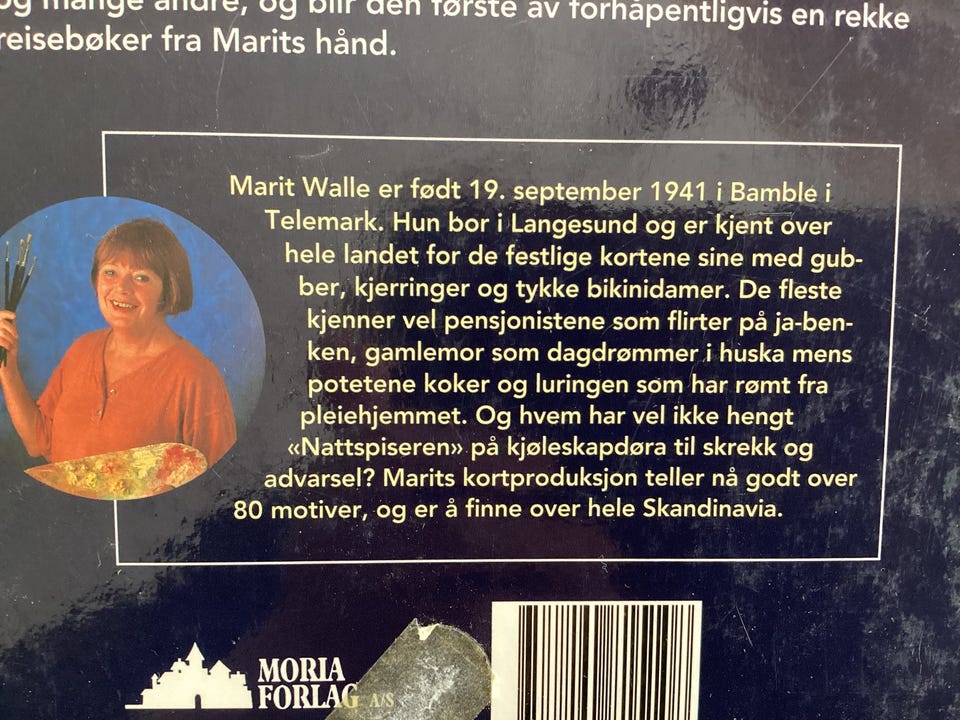 og mange andre, og blir den første av forhåpentligvis en rekke
reisebøker fra Marits hånd.
Marit Walle er født 19. september 1941 i Bamble i
Telemark. Hun bor i Langesund og er kjent over
hele landet for de festlige kortene sine med gub-
ber, kjerringer og tykke bikinidamer. De fleste
kjenner vel pensjonistene som flirter på ja-ben-
ken, gamlemor som dagdrømmer i huska mens
potetene koker og luringen som har rømt fra
pleiehjemmet. Og hvem har vel ikke hengt
«Nattspiseren» på kjøleskapdøra til skrekk og
advarsel? Marits kortproduksjon teller nå godt over
80 motiver, og er å finne over hele Skandinavia.
MORIA
FORLAG A/S